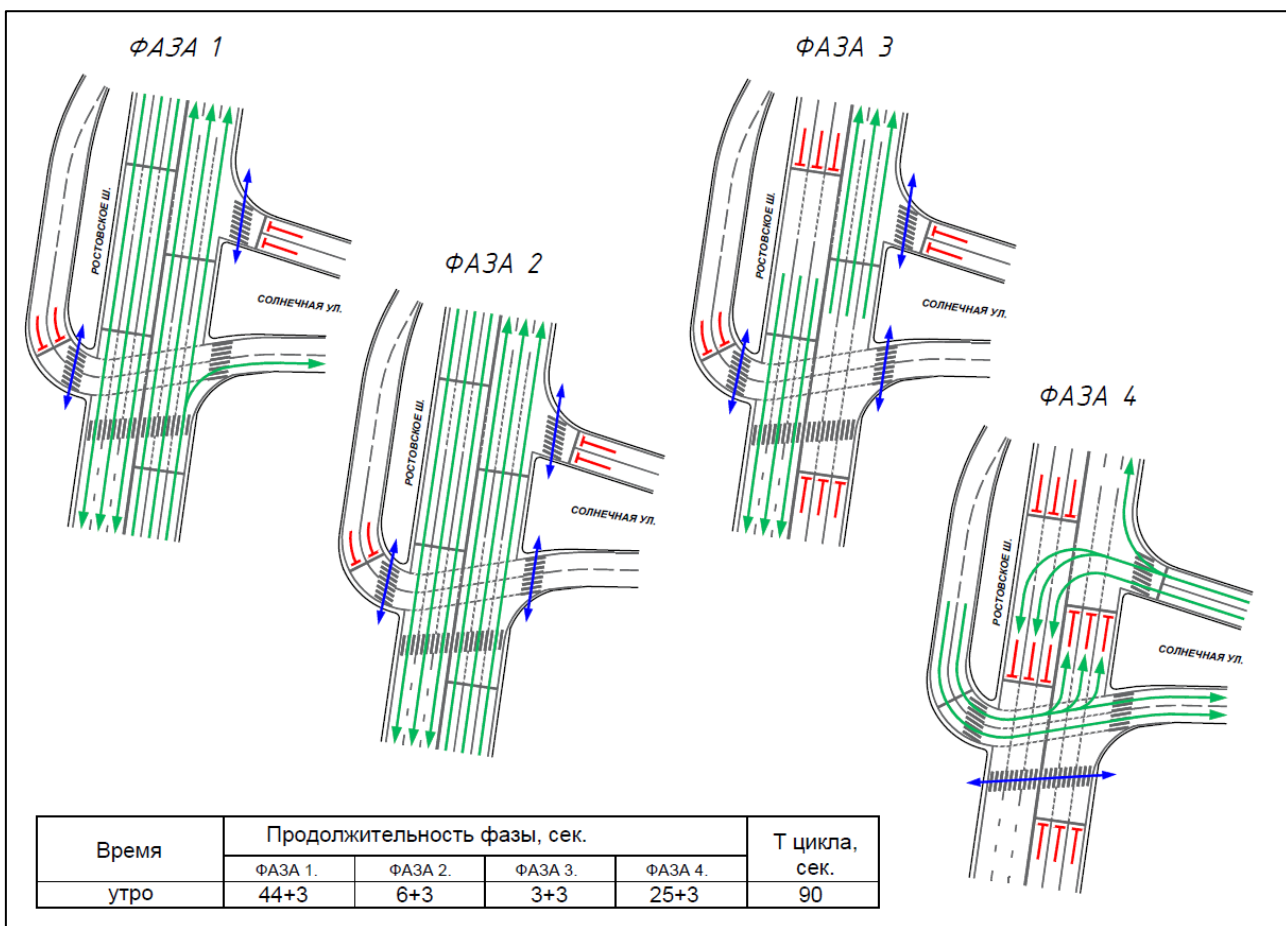 ФАЗА 1
РОСТОВСКОЕ Ш.
СОЛНЕЧНАЯ УЛ.
ФАЗА 2
РОСТОВСКОЕ Ш.
СОЛНЕЧНАЯ УЛ.
ФАЗА 3
РОСТОВСКОЕ Ш.
СОЛНЕЧНАЯ УЛ.
ФАЗА 4
РОСТОВСКОЕ Ш.
СОЛНЕЧНАЯ УЛ.
Время
Продолжительность фазы, сек.
Т цикла,
сек.
ФАЗА 1. ФАЗА 2. ФАЗА 3. ФАЗА 4.
утро 44+3 6+3 3+3 25+3 90